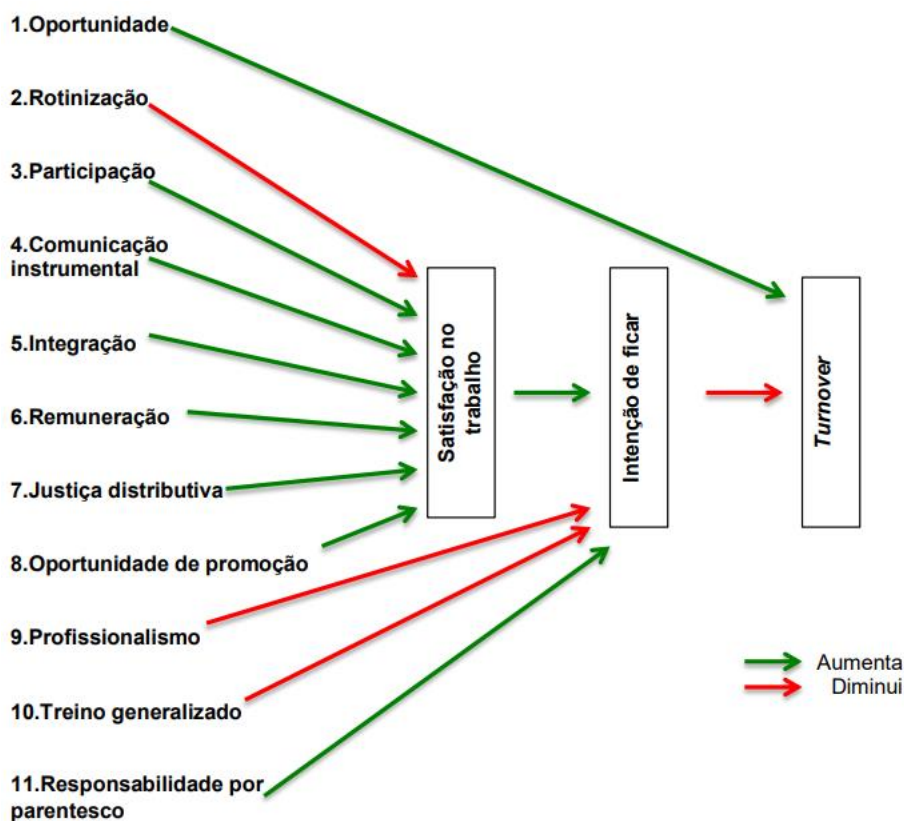 1.Oportunidade
2.Rotinização
3.Participação
4.Comunicação
instrumental
5.Integração
6.Remuneração
7.Justiça distributiva
8.Oportunidade de promoção
9.Profissionalismo
10.Treino generalizado
11.Responsabilidade por
parentesco
Satisfação no
trabalho
Intenção de ficar
Turnover
Aumenta
Diminui